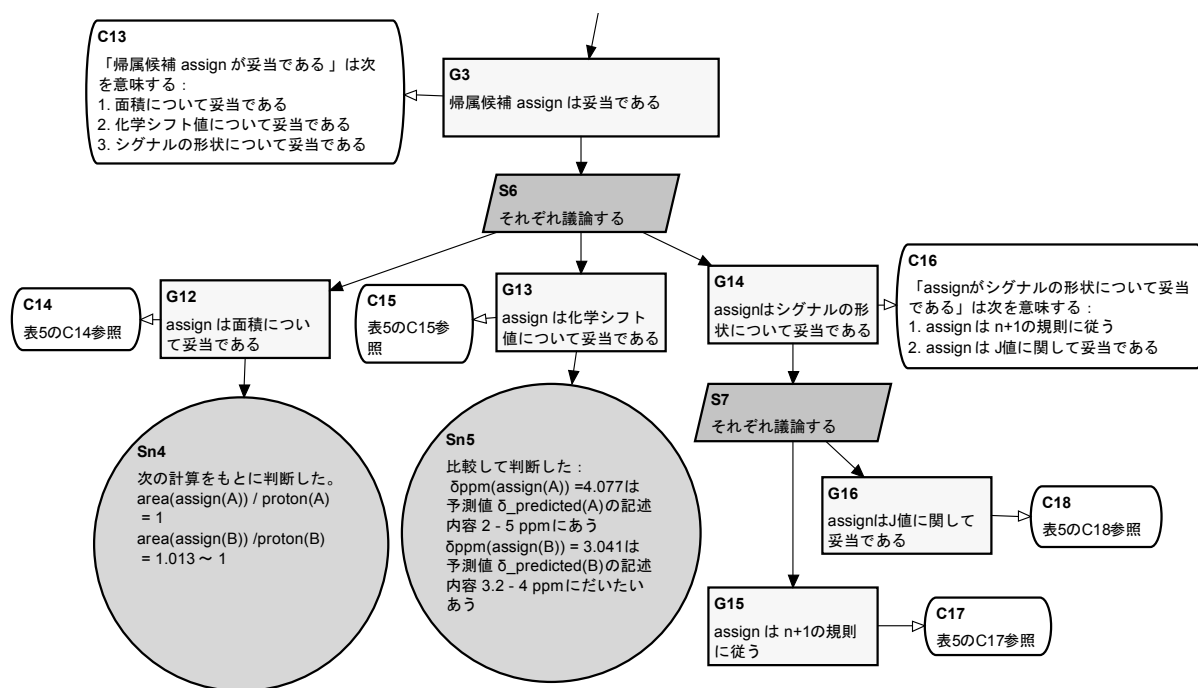 C13
「帰属候補 assign が妥当である 」は次
を意味する：
1. 面積について妥当である
2. 化学シフト値について妥当である
3. シグナルの形状について妥当である
G3
帰属候補 assign は妥当である
S6
それぞれ議論する
C14
表5のC14参照
G12
assign は面積につい
て妥当である
C15
表5のC15参
照
G13
assign は化学シフト
値について妥当である
G14
assignはシグナルの形
状について妥当である
C16
「assignがシグナルの形状について妥当
である」は次を意味する：
1. assign は n+1の規則に従う
2. assign は J値に関して妥当である
Sn4
次の計算をもとに判断した。
area(assign(A)) / proton(A)
= 1
area(assign(B)) /proton(B)
= 1.013 ～ 1
Sn5
比較して判断した：
δppm(assign(A)) =4.077は
予測値 δ_predicted(A)の記述
内容 2 - 5 ppmにあう
δppm(assign(B)) = 3.041は
予測値 δ_predicted(B)の記述
内容 3.2 - 4 ppmにだいたい
あう
S7
それぞれ議論する
G16
assignはJ値に関して
妥当である
C18
表5のC18参照
G15
assign は n+1の規則
に従う
C17
表5のC17参照